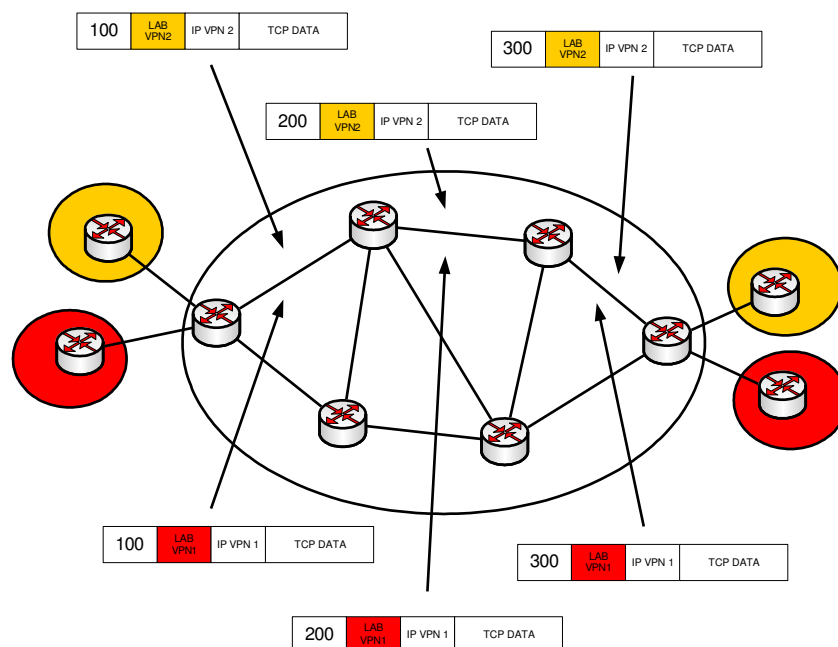 100 LAB VPN2 IP VPN 2 TCP DATA
300 LAB VPN2 IP VPN 2 TCP DATA
200 LAB VPN2 IP VPN 2 TCP DATA
100 LAB VPN1 IP VPN 1 TCP DATA
300 LAB VPN1 IP VPN 1 TCP DATA
200 LAB VPN1 IP VPN 1 TCP DATA